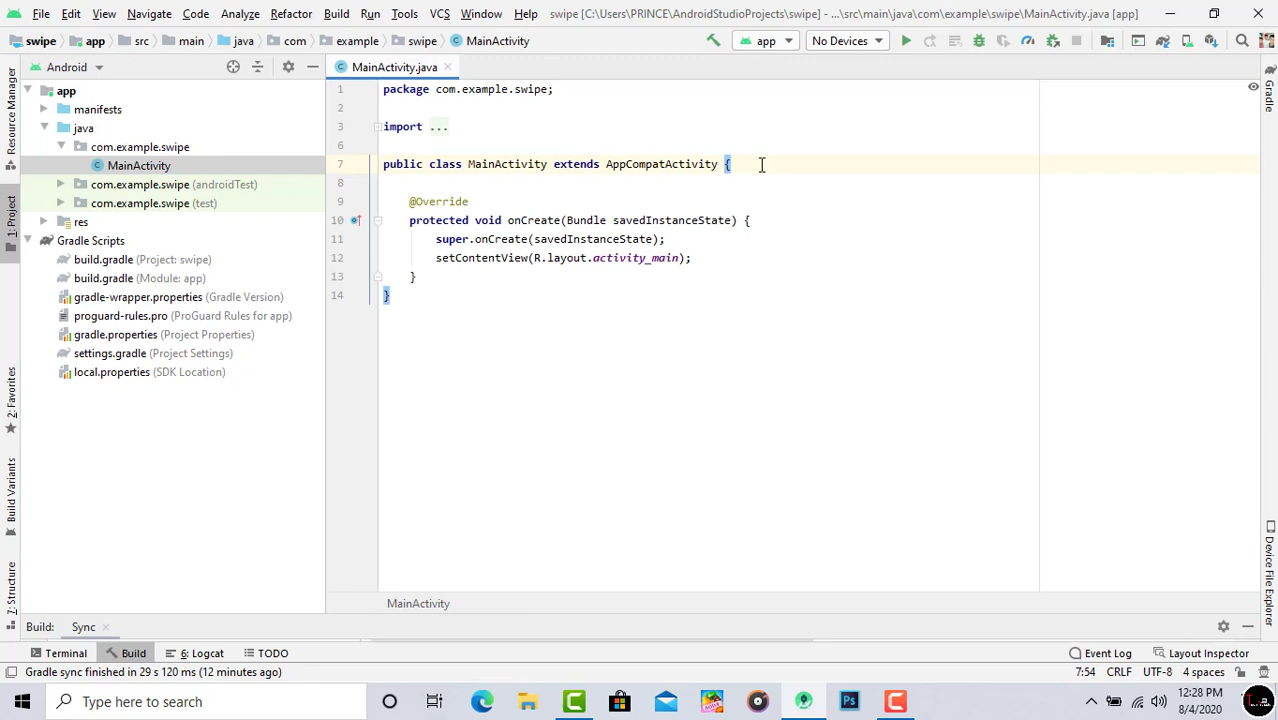 File Edit View Navigate Code Analyze Refactor Build Run Tools VCS Window Help swipe [C:\Users\PRINCE\AndroidStudioProjects\swipe] - ...\src\main\java\com\example\swipe\MainActivity.java [app]
swipe app src main java com example swipe MainActivity app No Devices
Android
MainActivity.java
Resource Manager
1: Project
2: Favorites
Build Variants
7: Structure
app
manifests
java
com.example.swipe
MainActivity
com.example.swipe (androidTest)
com.example.swipe (test)
res
Gradle Scripts
build.gradle (Project: swipe)
build.gradle (Module: app)
gradle-wrapper.properties (Gradle Version)
proguard-rules.pro (ProGuard Rules for app)
gradle.properties (Project Properties)
settings.gradle (Project Settings)
local.properties (SDK Location)
1 package com.example.swipe;
2
3 import ...
6
7 public class MainActivity extends AppCompatActivity {
8
9 @Override
10 protected void onCreate(Bundle savedInstanceState) {
11 super.onCreate(savedInstanceState);
12 setContentView(R.layout.activity_main);
13 }
14 }
MainActivity
Gradle
Device File Explorer
Build: Sync
Terminal Build 6: Logcat TODO Event Log Layout Inspector
Gradle sync finished in 29 s 120 ms (12 minutes ago) 7:54 CRLF UTF-8 4 spaces
Type here to search
12:28 PM
8/4/2020